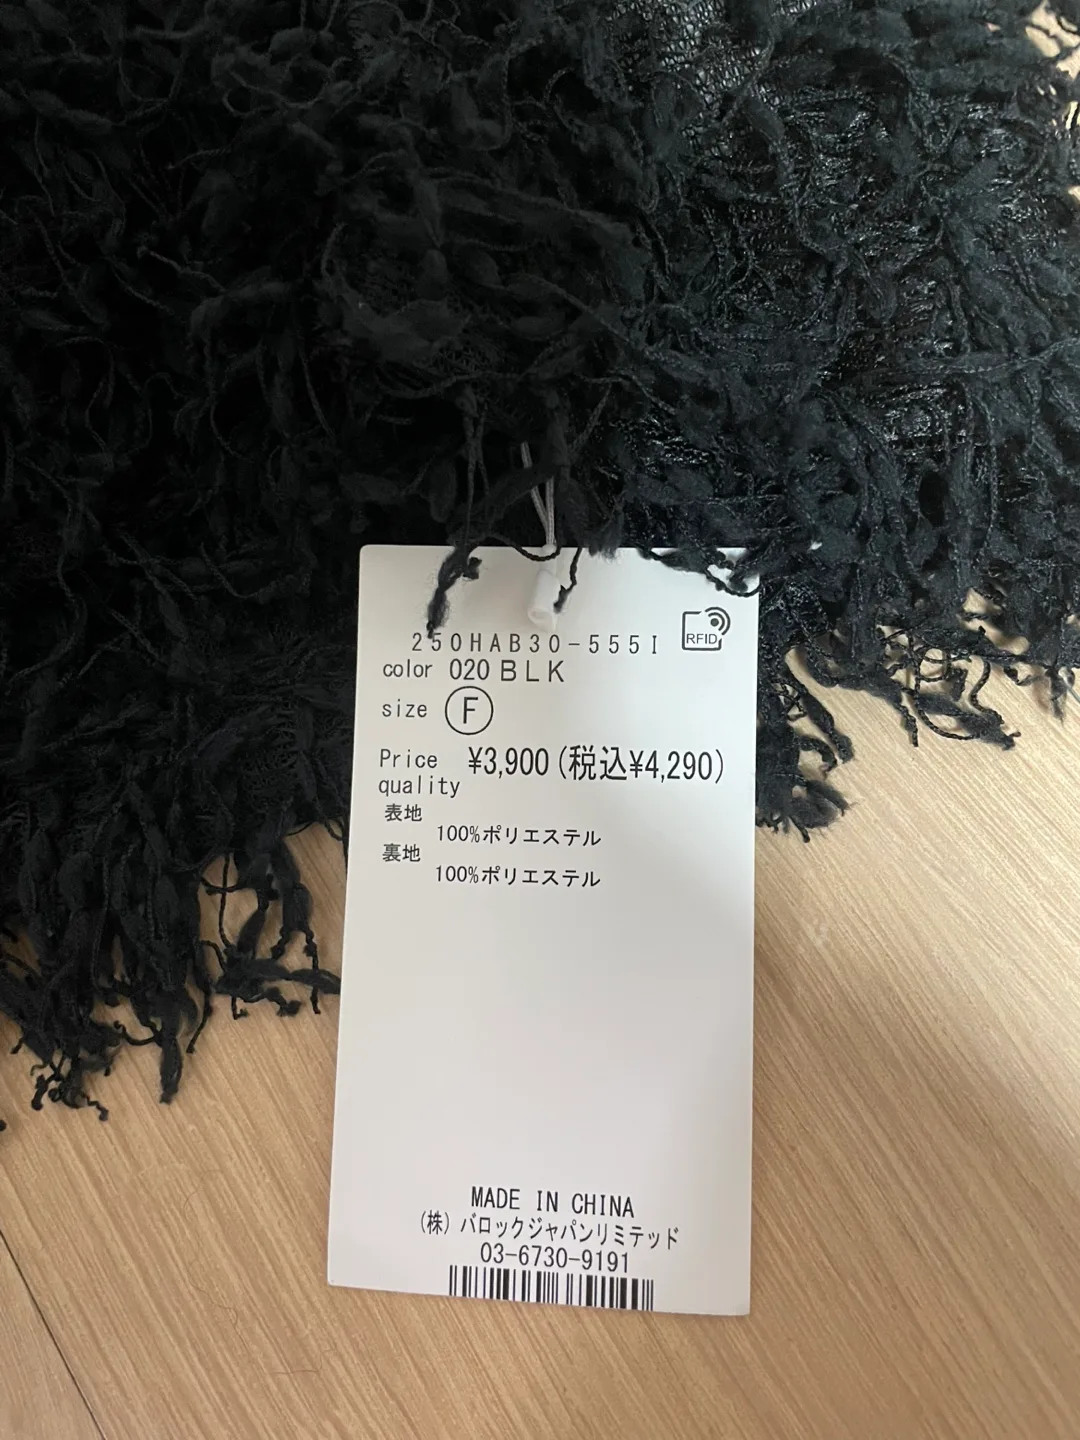 250HAB30-555I
RFID
color 020 BLK
size F
Price ¥3,900(税込¥4,290)
quality
表地
100%ポリエステル
裏地
100%ポリエステル
MADE IN CHINA
(株)バロックジャパンリミテッド
03-6730-9191